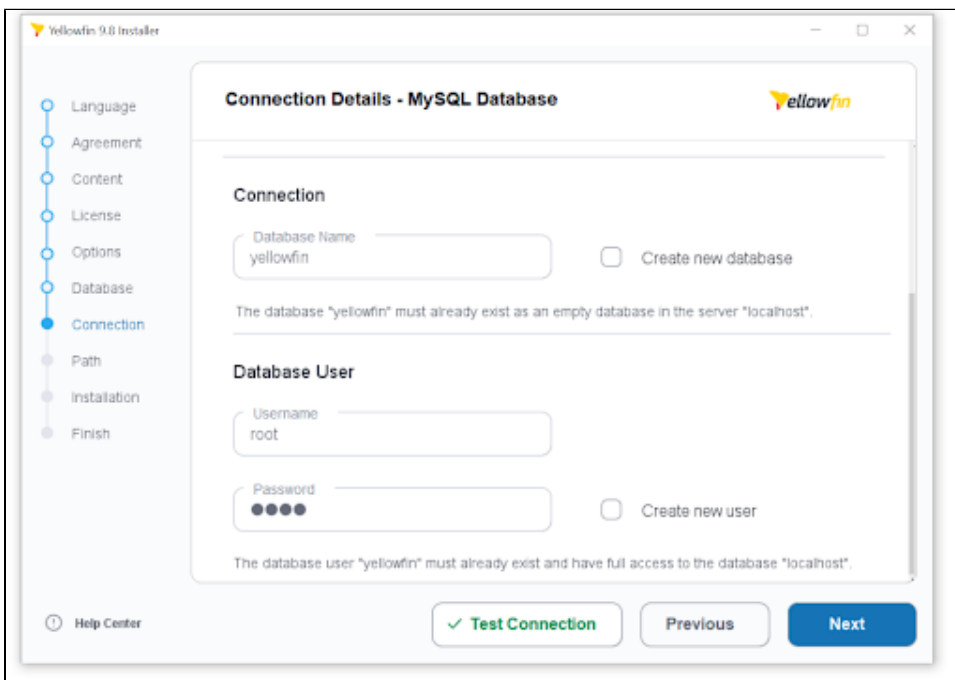 Yellowfin 9.8 Installer
Language
Agreement
Content
License
Options
Database
Connection
Path
Installation
Finish
Connection Details - MySQL Database
Yellowfin
Connection
Database Name
yellowfin
Create new database
The database "yellowfin" must already exist as an empty database in the server "localhost".
Database User
Username
root
Password
Create new user
The database user "yellowfin" must already exist and have full access to the database "localhost".
Help Center
Test Connection
Previous
Next